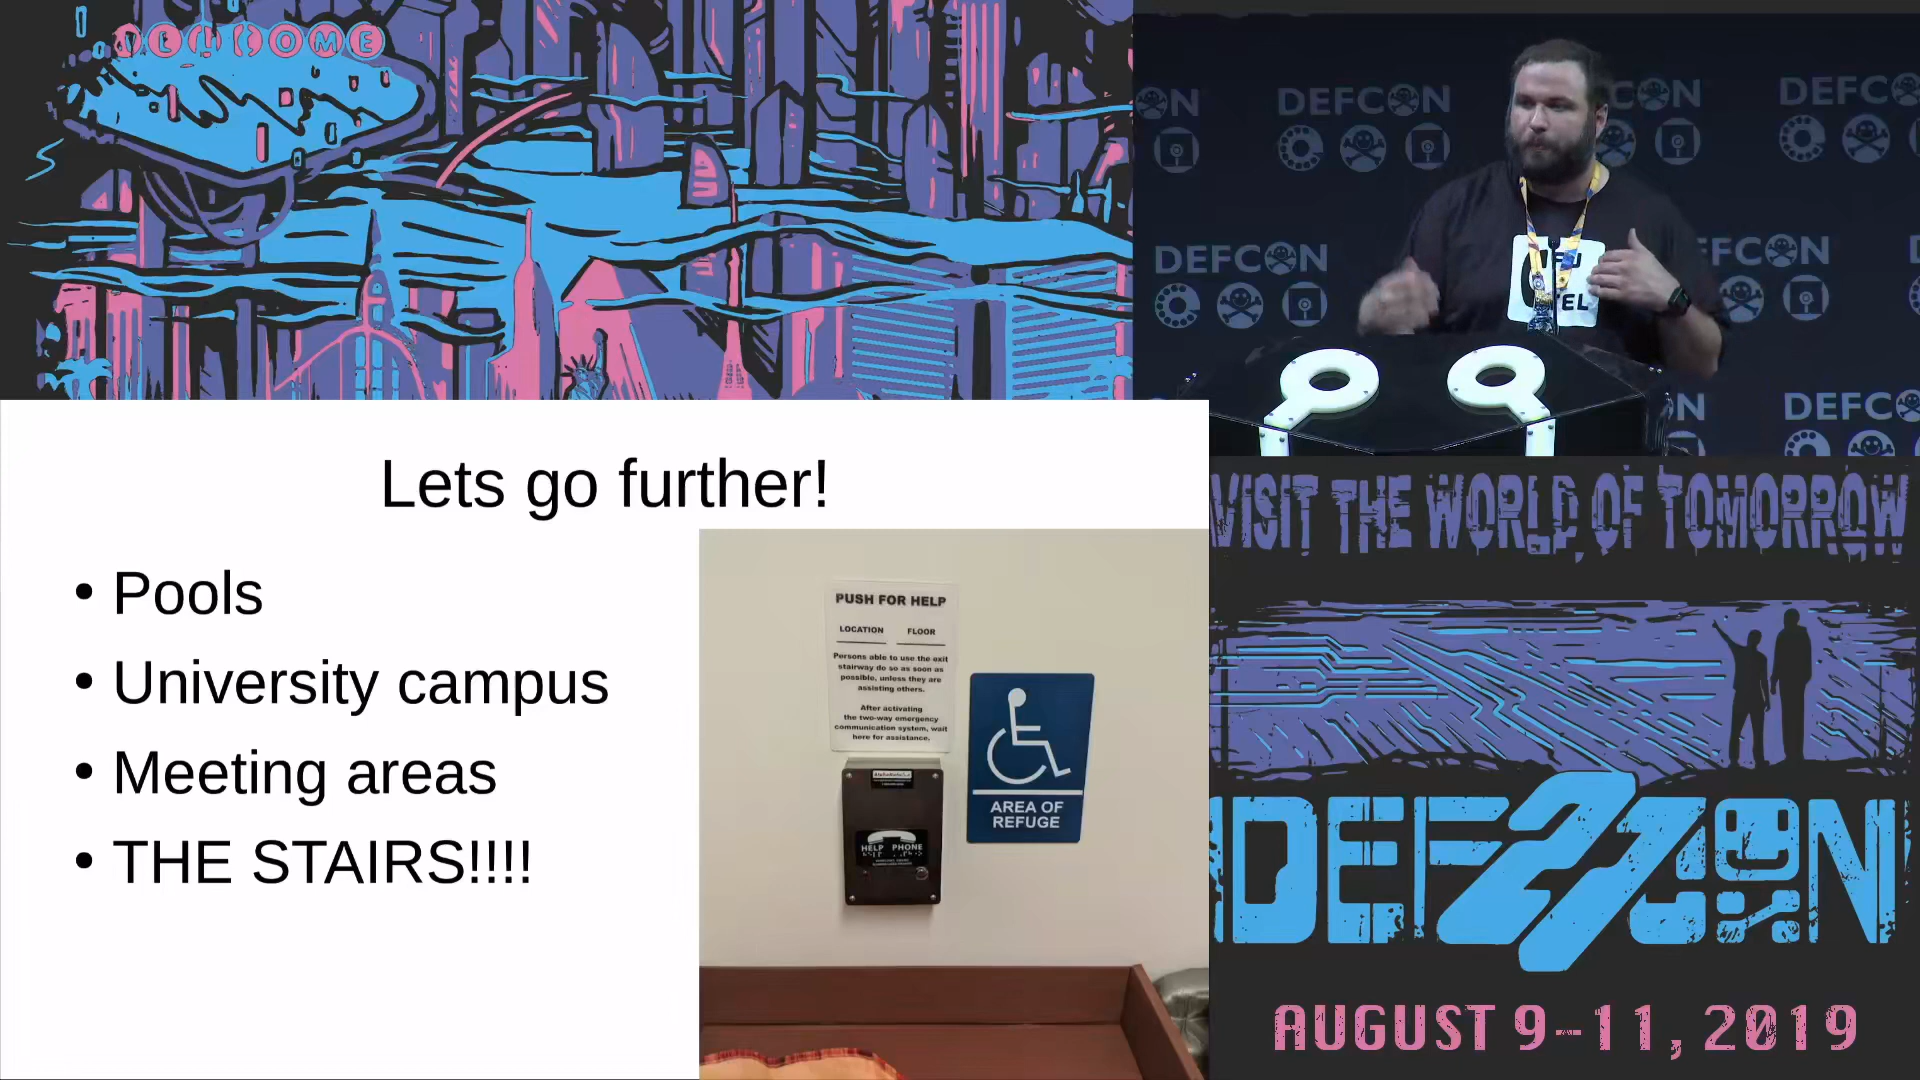 WELCOME
DEFCON
DEFCON
DEFCON
DEFCON
TEL
Lets go further!
• Pools
• University campus
• Meeting areas
• THE STAIRS!!!!
PUSH FOR HELP
LOCATION FLOOR
Persons able to use the exit
stairway do so as soon as
possible, unless they are
assisting others.
After activating
the two-way emergency
communication system, wait
here for assistance.
HELP PHONE
AREA OF
REFUGE
VISIT THE WORLD OF TOMORROW
DEFCON
27
AUGUST 9-11, 2019